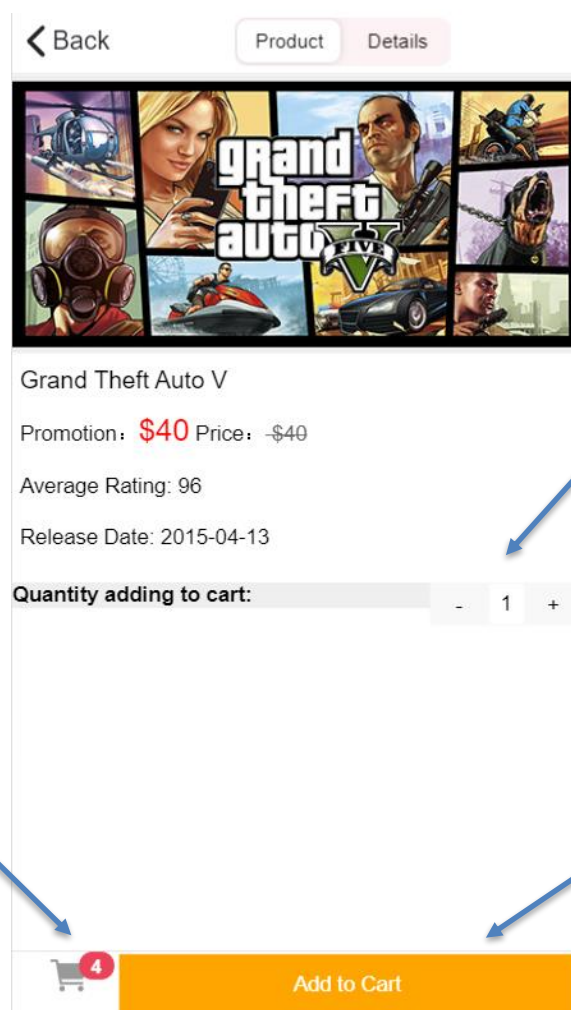 Back
Product Details
grand
theft
auto
FIVE
Grand Theft Auto V
Promotion： $40 Price： $40
Average Rating: 96
Release Date: 2015-04-13
Quantity adding to cart:
- 1 +
4
Add to Cart